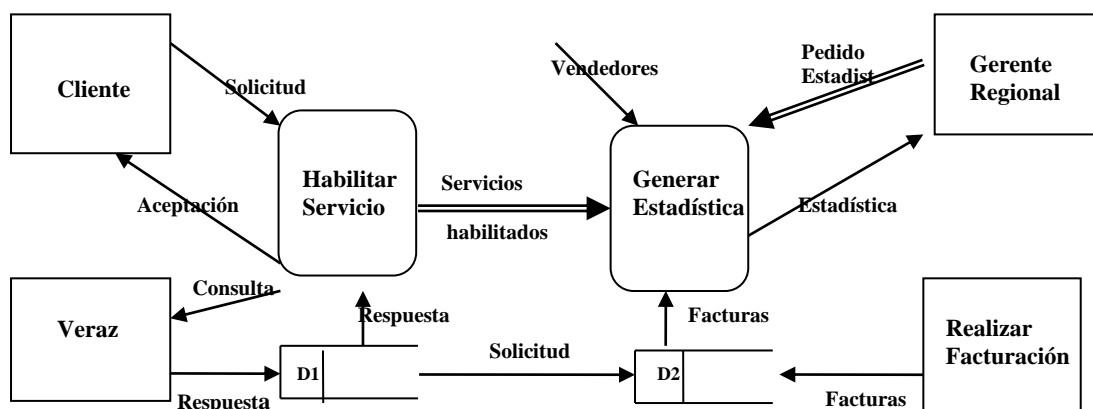 Cliente
Solicitud
Vendedores
Pedido
Estadist
Gerente
Regional
Habilitar
Servicio
Servicios
habilitados
Generar
Estadística
Aceptación
Estadística
Consulta
Veraz
Respuesta
Facturas
Realizar
Facturación
Solicitud
D1
D2
Respuesta
Facturas